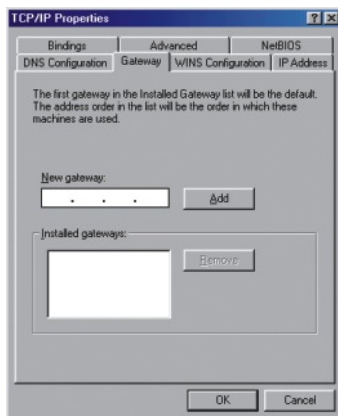 TCP/IP Properties
Bindings Advanced NetBIOS
DNS Configuration Gateway WINS Configuration IP Address
The first gateway in the Installed Gateway list will be the default.
The address order in the list will be the order in which these
machines are used.
New gateway:
. . .
Add
Installed gateways:
Remove
OK Cancel